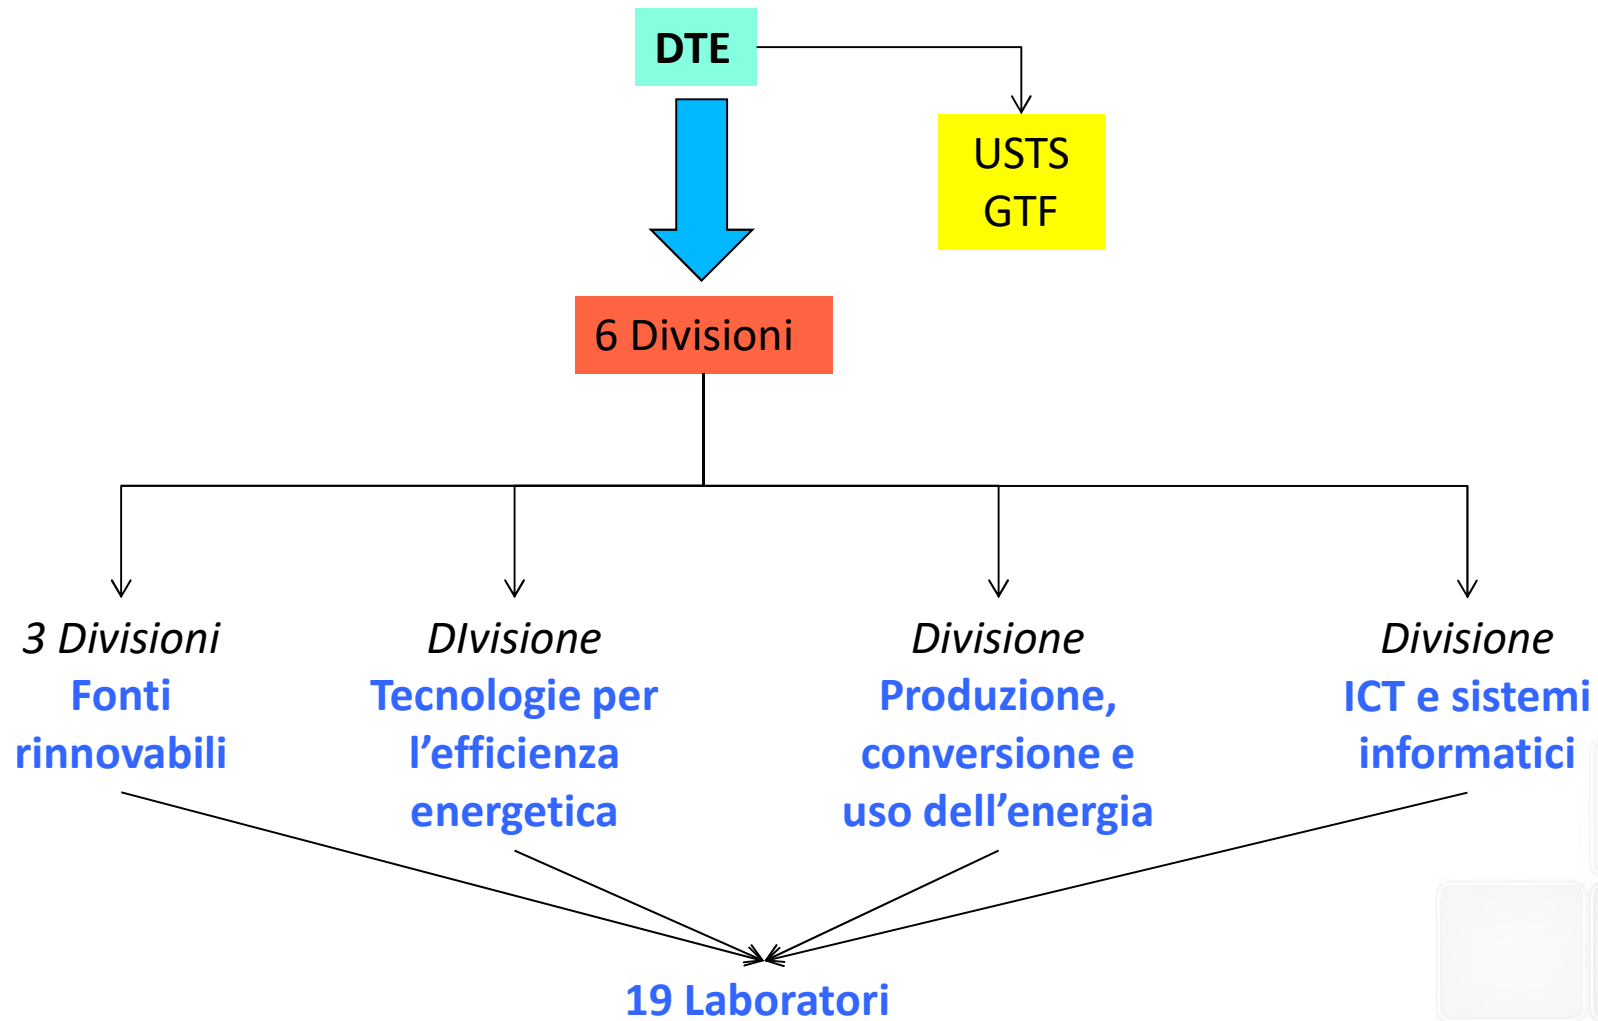 DTE
USTS
GTF
6 Divisioni
3 Divisioni
Fonti
rinnovabili
DIvisione
Tecnologie per
l’efficienza
energetica
Divisione
Produzione,
conversione e
uso dell’energia
Divisione
ICT e sistemi
informatici
19 Laboratori